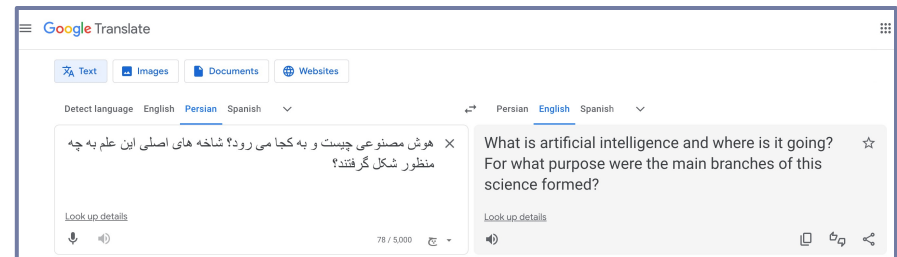 Google Translate
Text Images Documents Websites
Detect language English Persian Spanish
Persian English Spanish
هوش مصنوعی چیست و به کجا می رود؟ شاخه های اصلی این علم به چه
منظور شکل گرفتند؟
Look up details
78 / 5,000
What is artificial intelligence and where is it going?
For what purpose were the main branches of this
science formed?
Look up details